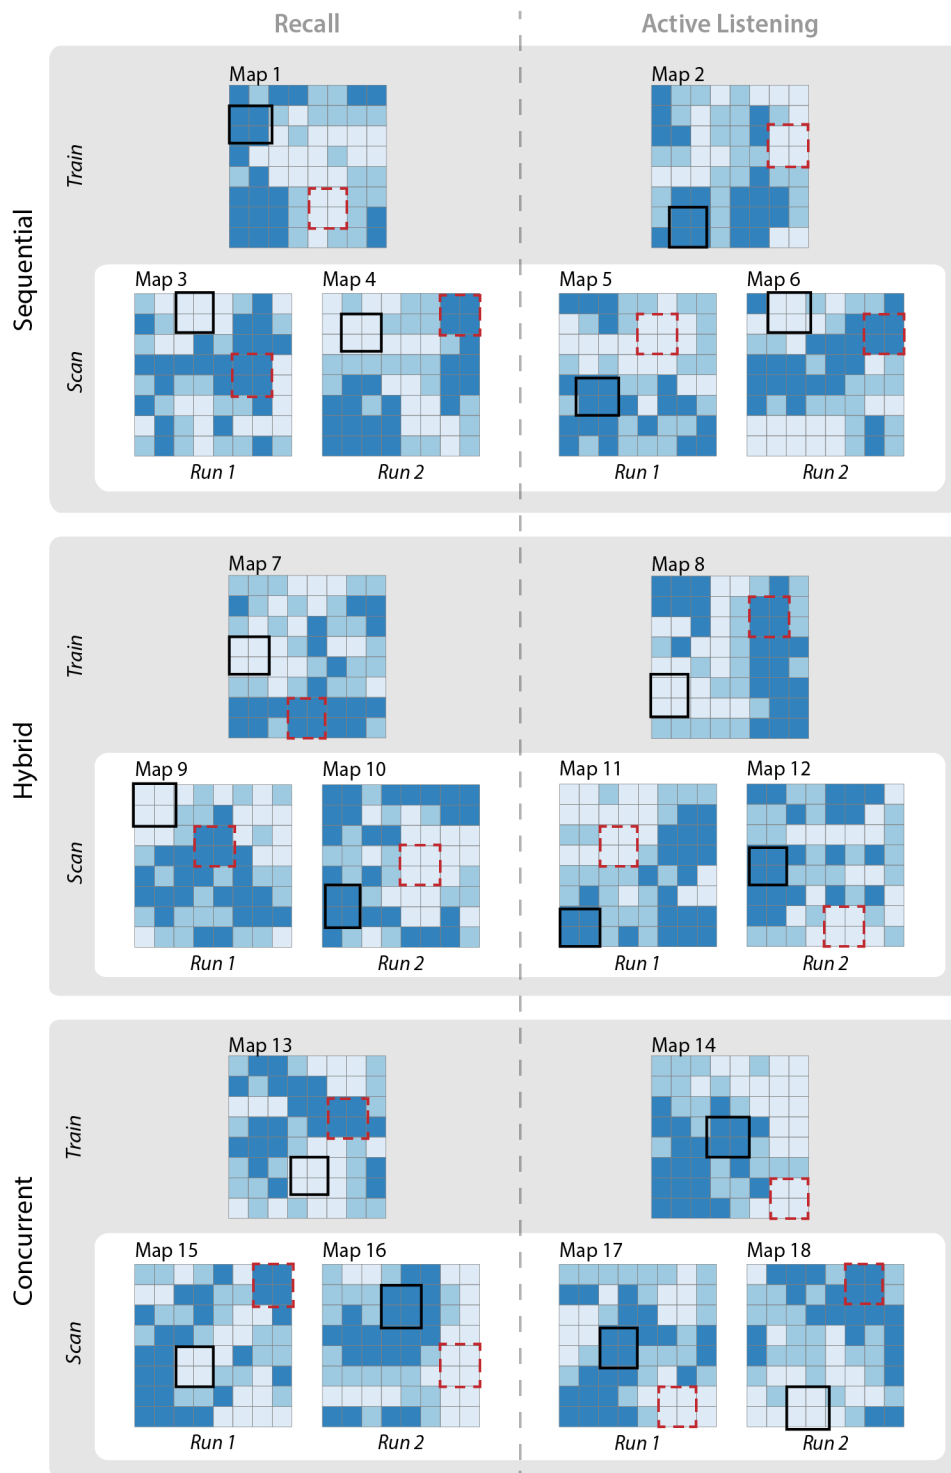 Recall
Active Listening
Sequential
Train
Map 1
Map 2
Scan
Map 3
Map 4
Map 5
Map 6
Run 1
Run 2
Run 1
Run 2
Hybrid
Train
Map 7
Map 8
Scan
Map 9
Map 10
Map 11
Map 12
Run 1
Run 2
Run 1
Run 2
Concurrent
Train
Map 13
Map 14
Scan
Map 15
Map 16
Map 17
Map 18
Run 1
Run 2
Run 1
Run 2